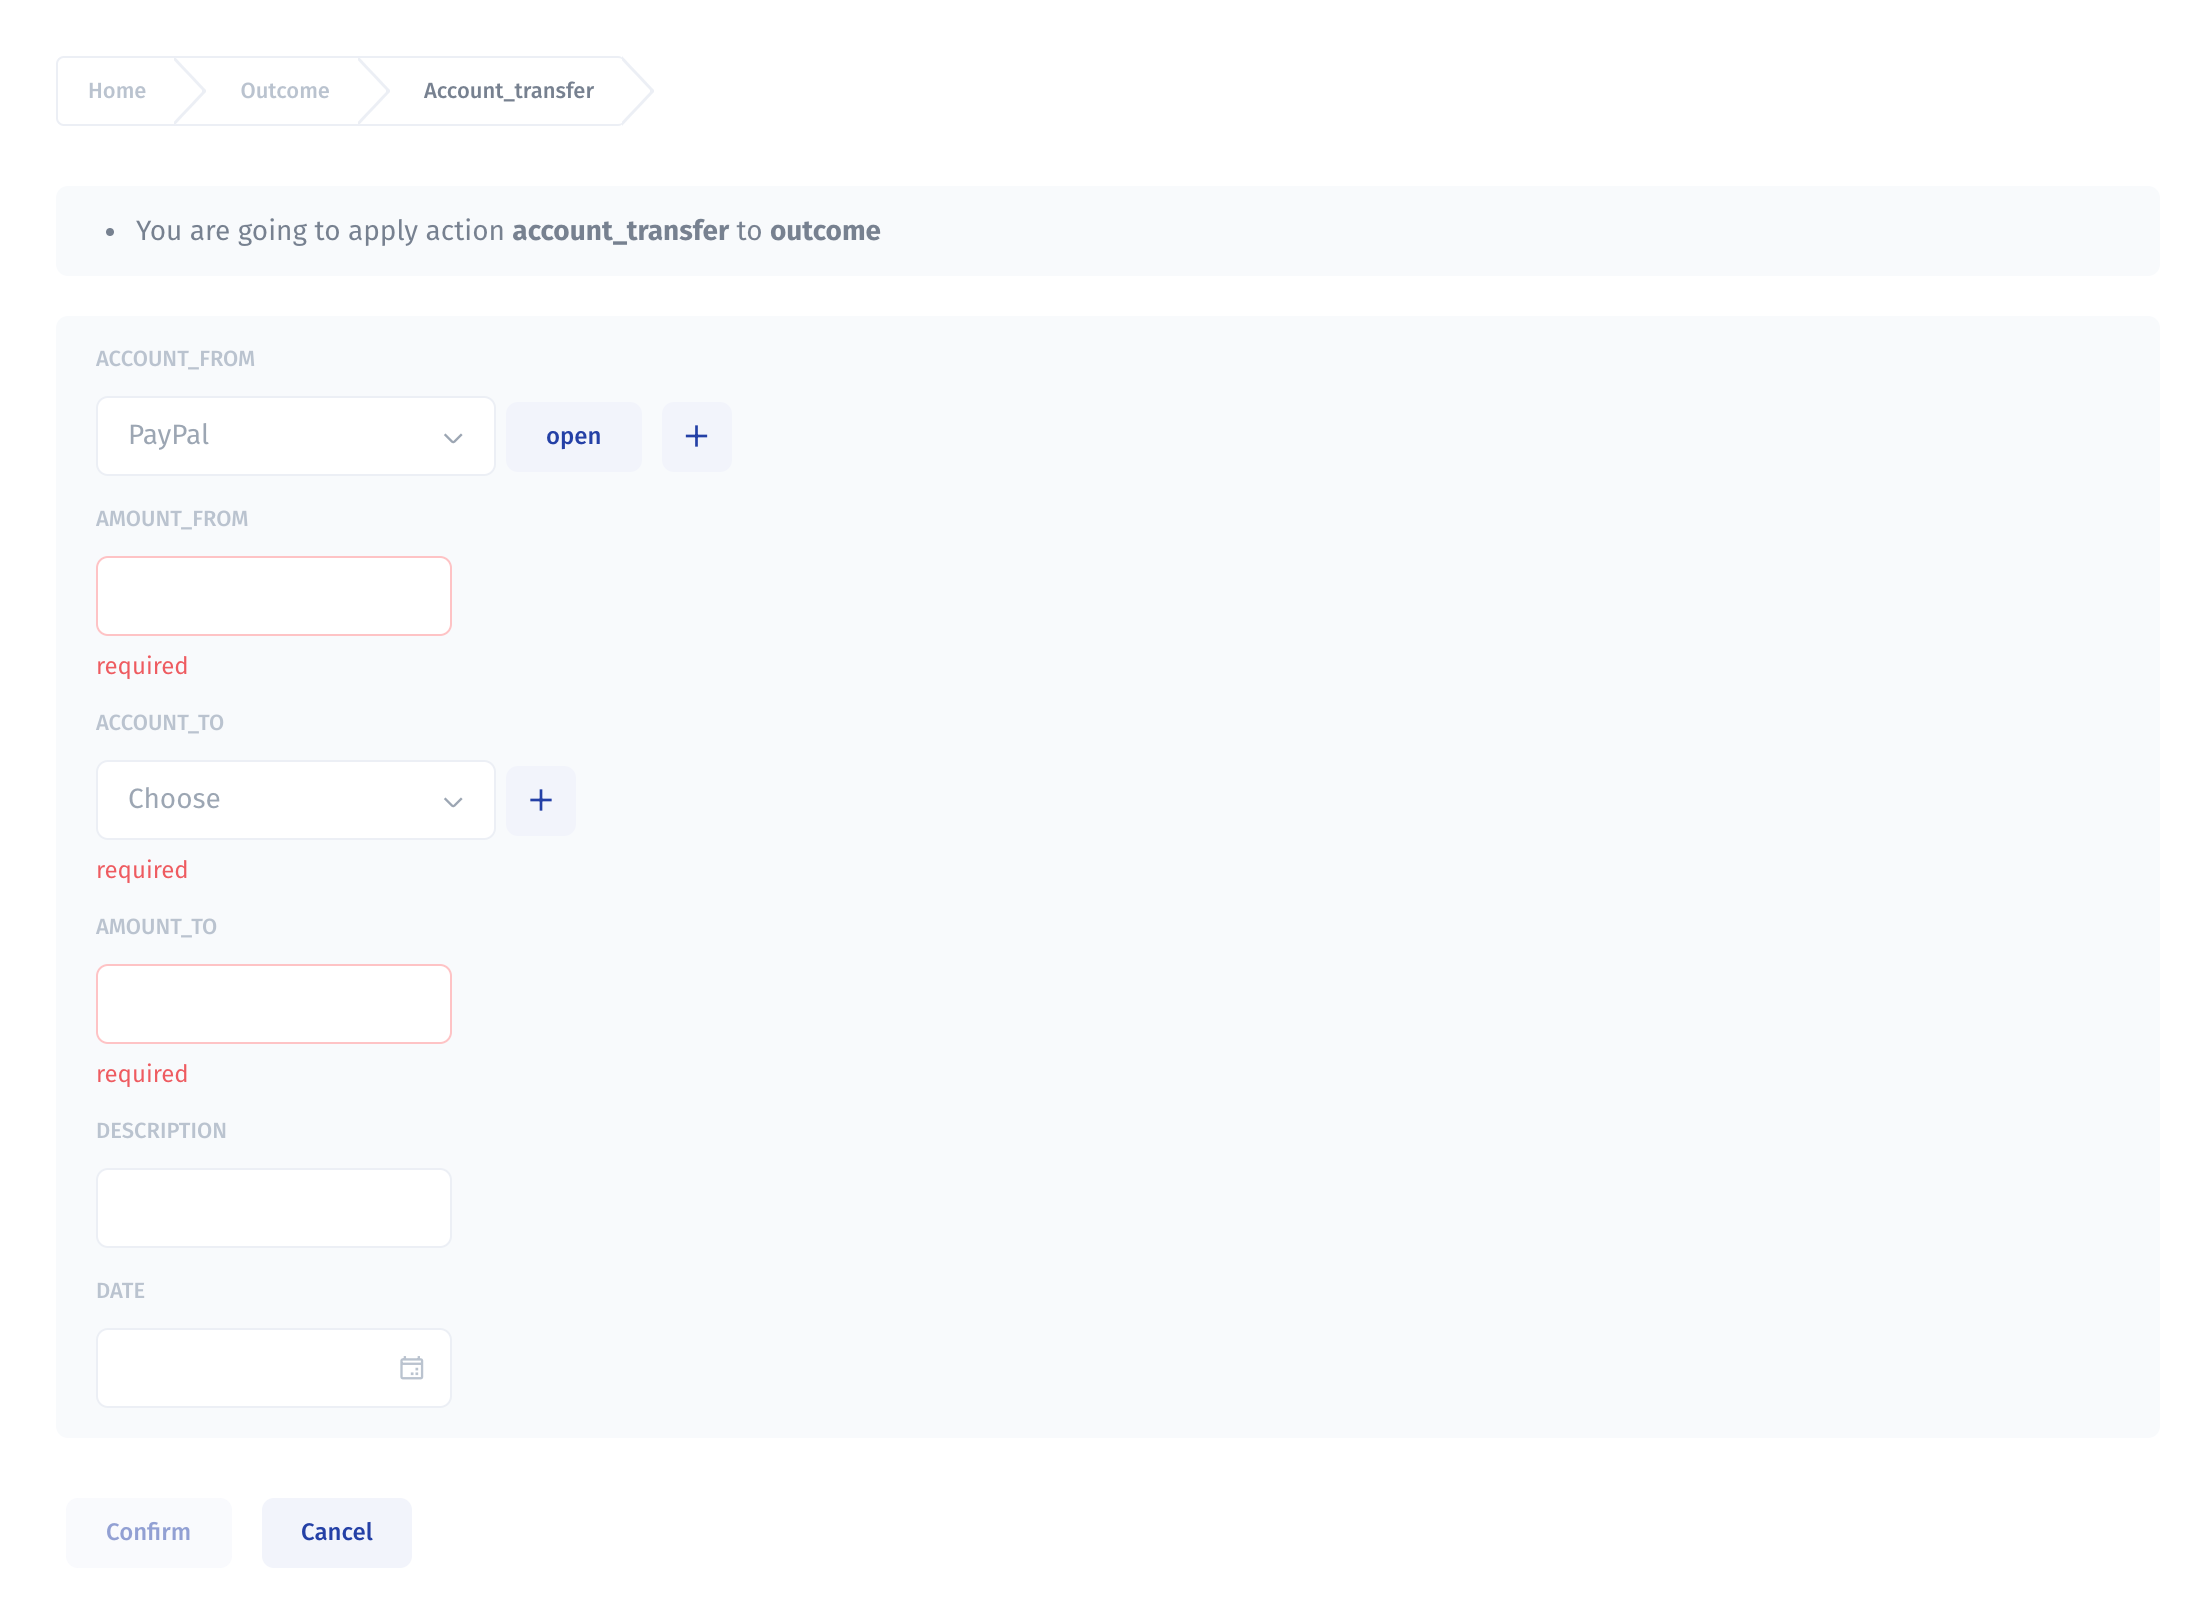 Home Outcome Account_transfer
• You are going to apply action account_transfer to outcome
ACCOUNT_FROM
PayPal open +
AMOUNT_FROM
required
ACCOUNT_TO
Choose +
required
AMOUNT_TO
required
DESCRIPTION
DATE
Confirm Cancel